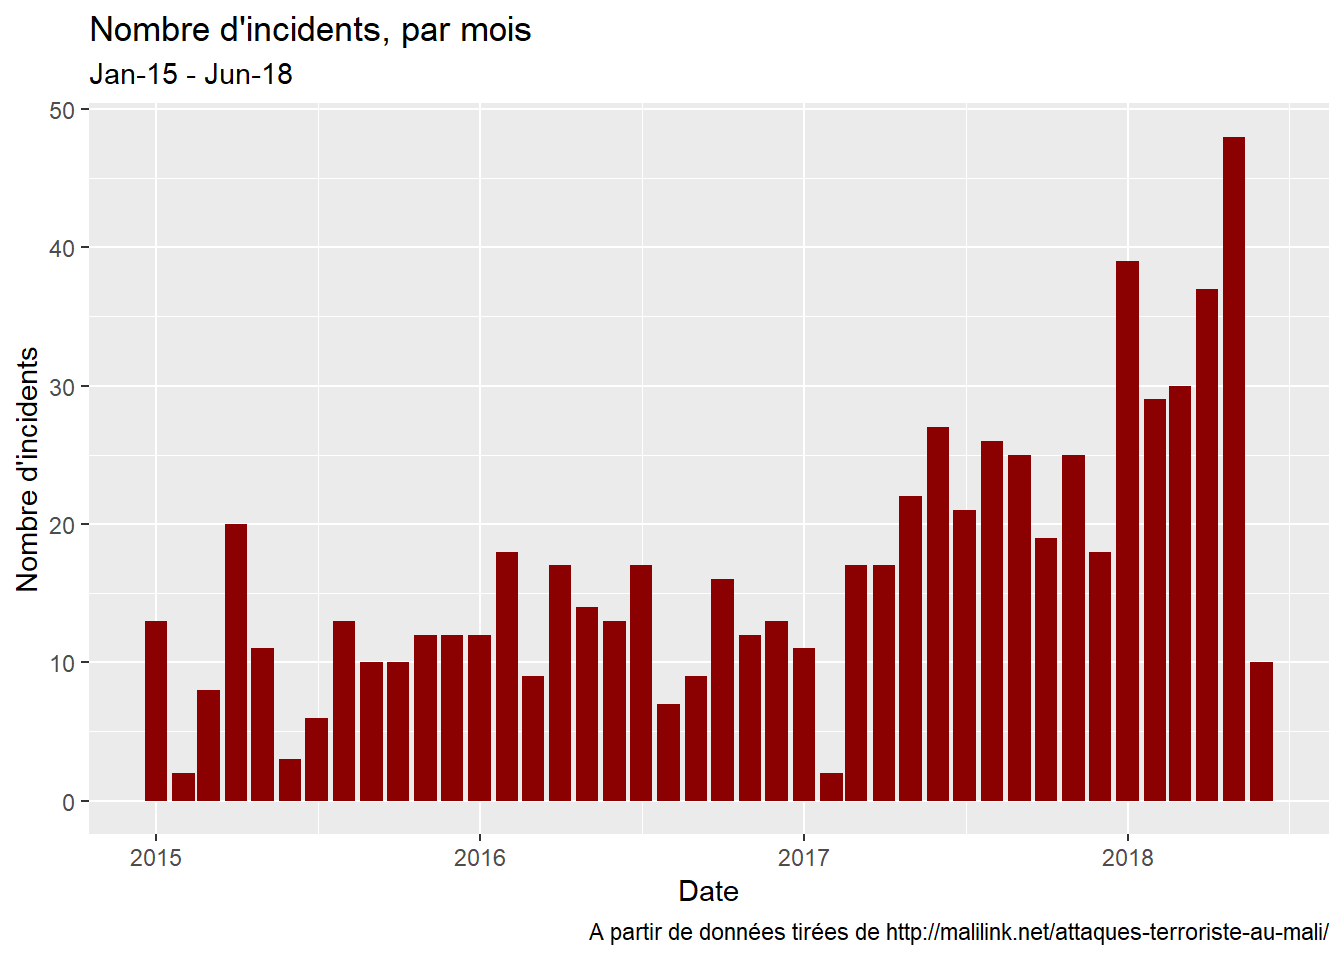 Nombre d'incidents, par mois
Jan-15 - Jun-18
50
40
30
20
10
0
Nombre d'incidents
2015 2016 2017 2018
Date
A partir de données tirées de http://malilink.net/attaques-terroriste-au-mali/